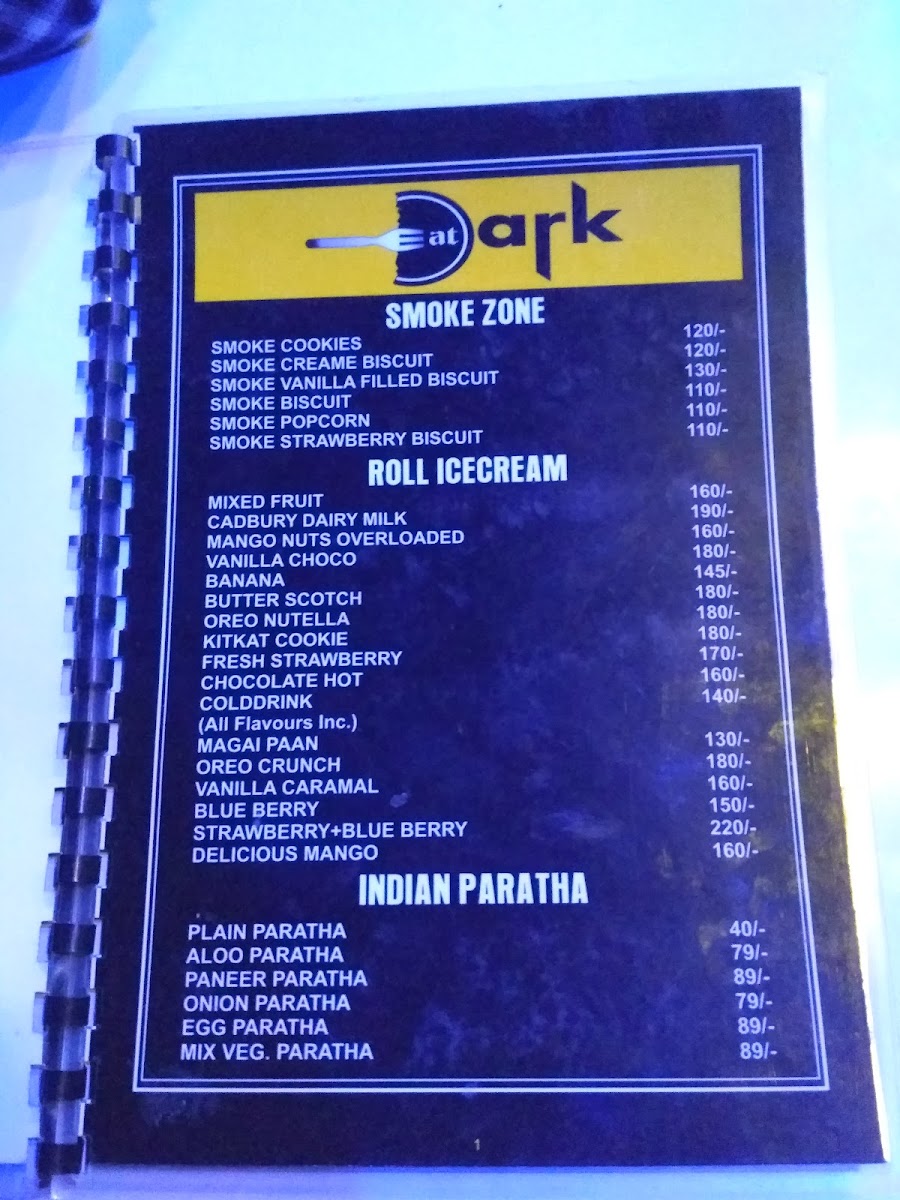 at Dark
SMOKE ZONE
SMOKE COOKIES 120/-
SMOKE CREAME BISCUIT 120/-
SMOKE VANILLA FILLED BISCUIT 130/-
SMOKE BISCUIT 110/-
SMOKE POPCORN 110/-
SMOKE STRAWBERRY BISCUIT 110/-
ROLL ICECREAM
MIXED FRUIT 160/-
CADBURY DAIRY MILK 190/-
MANGO NUTS OVERLOADED 160/-
VANILLA CHOCO 180/-
BANANA 145/-
BUTTER SCOTCH 180/-
OREO NUTELLA 180/-
KITKAT COOKIE 180/-
FRESH STRAWBERRY 170/-
CHOCOLATE HOT 160/-
COLDDRINK 140/-
(All Flavours Inc.)
MAGAI PAAN 130/-
OREO CRUNCH 180/-
VANILLA CARAMAL 160/-
BLUE BERRY 150/-
STRAWBERRY+BLUE BERRY 220/-
DELICIOUS MANGO 160/-
INDIAN PARATHA
PLAIN PARATHA 40/-
ALOO PARATHA 79/-
PANEER PARATHA 89/-
ONION PARATHA 79/-
EGG PARATHA 89/-
MIX VEG. PARATHA 89/-
1